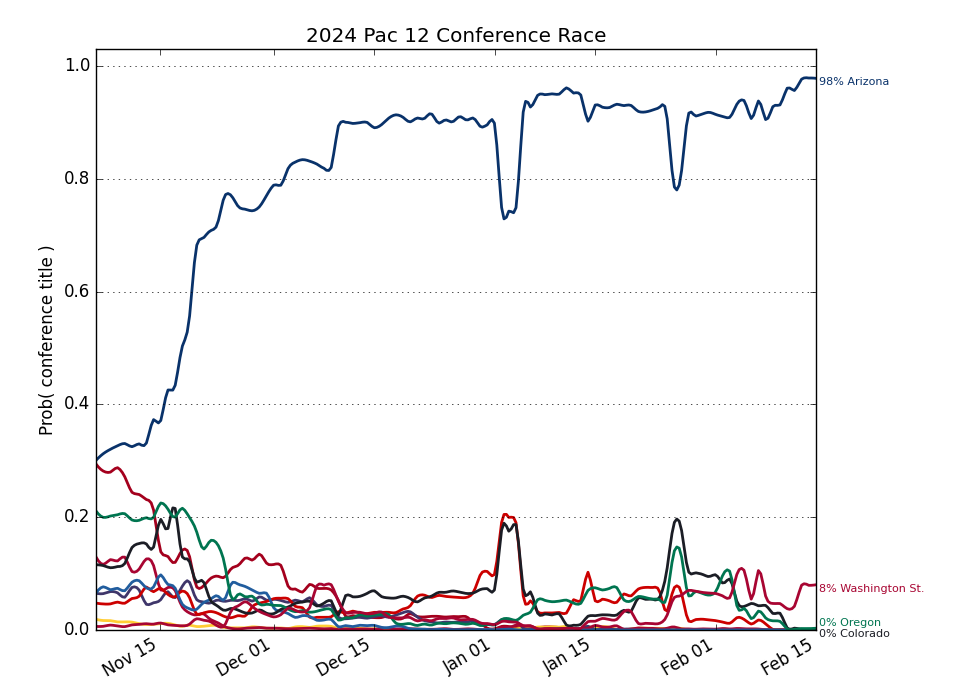 2024 Pac 12 Conference Race
1.0
0.8
0.6
0.4
0.2
0.0
Prob( conference title )
98% Arizona
8% Washington St.
0% Oregon
0% Colorado
Nov 15
Dec 01
Dec 15
Jan 01
Jan 15
Feb 01
Feb 15